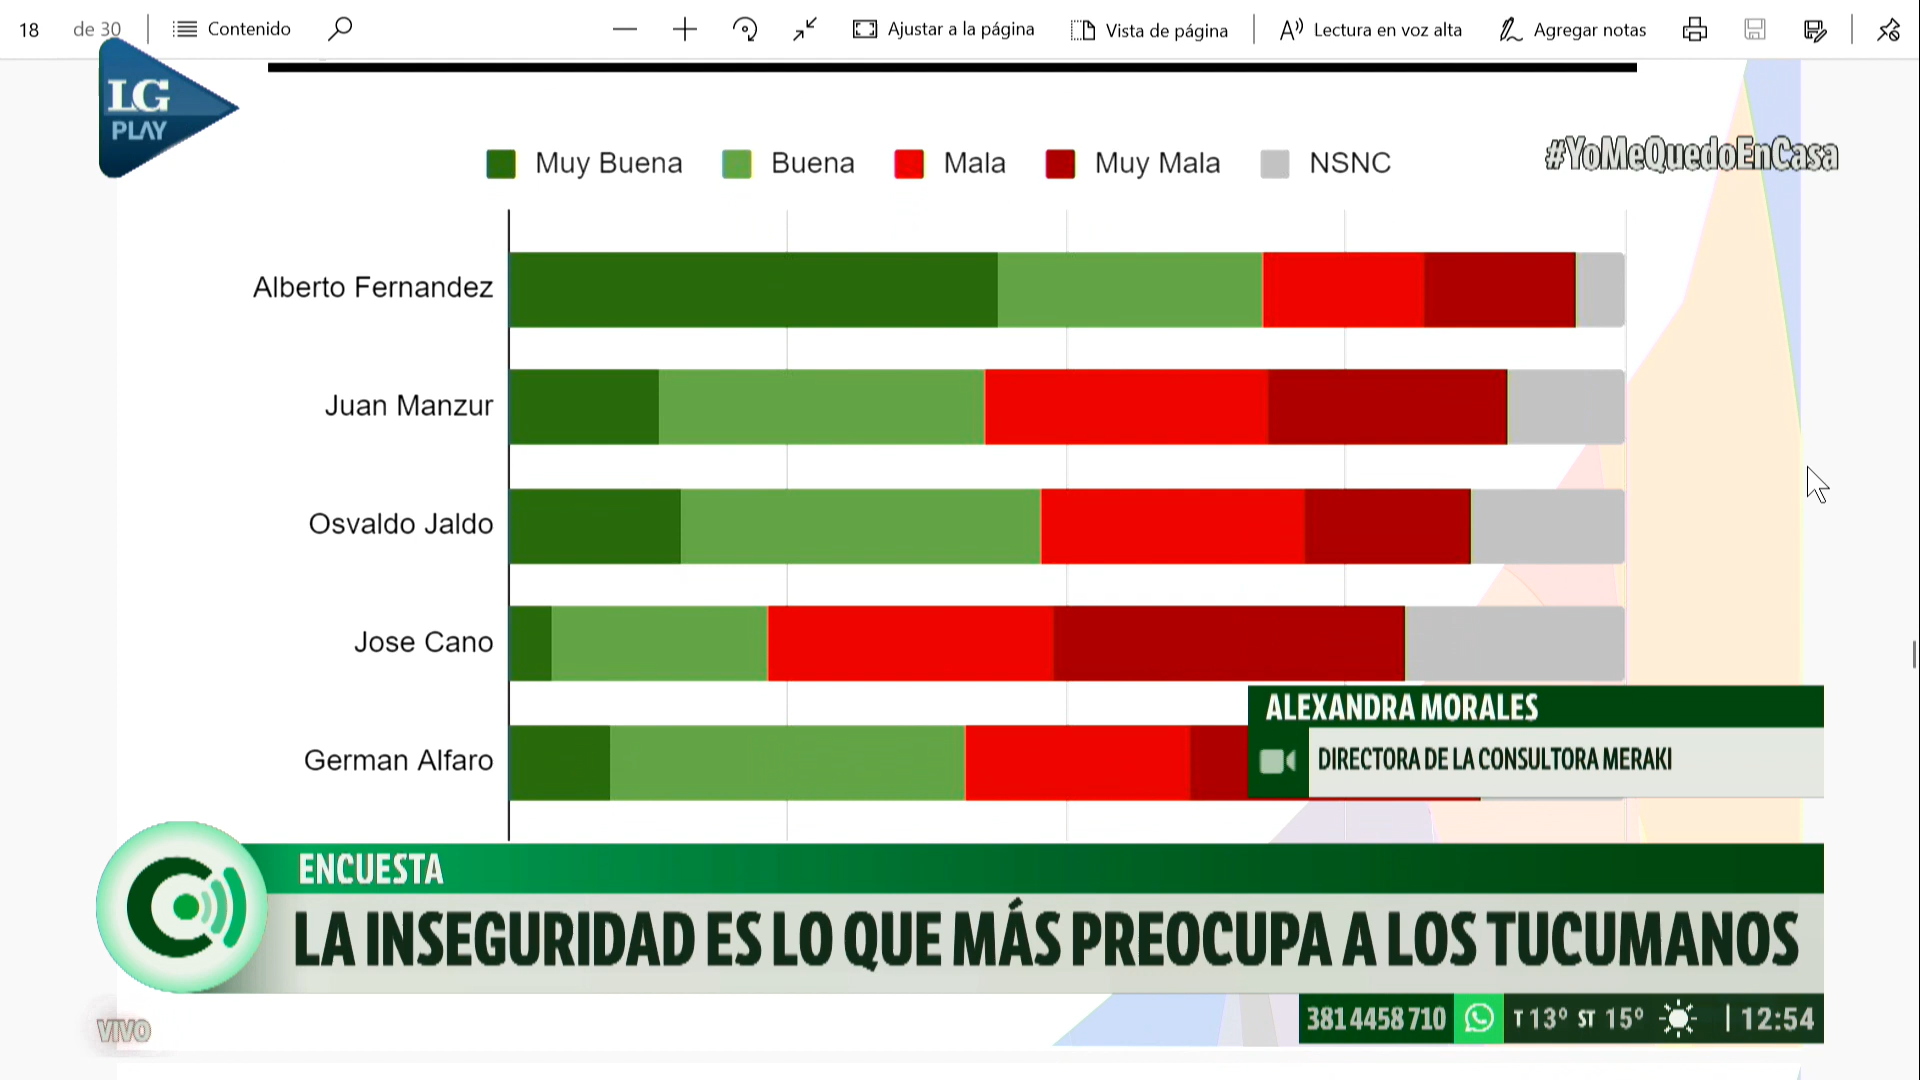 18 de 30 Contenido Ajustar a la página Vista de página Lectura en voz alta Agregar notas
LG
PLAY
#YoMeQuedoEnCasa
Muy Buena Buena Mala Muy Mala NSNC
Alberto Fernandez
Juan Manzur
Osvaldo Jaldo
Jose Cano
German Alfaro
ALEXANDRA MORALES
DIRECTORA DE LA CONSULTORA MERAKI
ENCUESTA
LA INSEGURIDAD ES LO QUE MÁS PREOCUPA A LOS TUCUMANOS
VIVO
381 4458 710 T 13º ST 15º 12:54